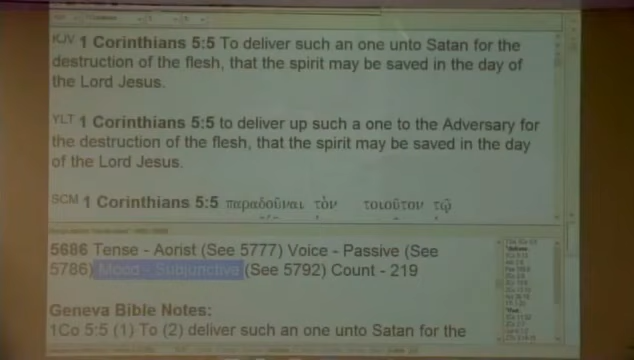 KJV 1 Corinthians 5:5 To deliver such an one unto Satan for the
destruction of the flesh, that the spirit may be saved in the day of
the Lord Jesus.
YLT 1 Corinthians 5:5 to deliver up such a one to the Adversary for
the destruction of the flesh, that the spirit may be saved in the day
of the Lord Jesus.
SCM 1 Corinthians 5:5 παραδοῦναι τὸν τοιοῦτον τῷ
5686 Tense - Aorist (See 5777) Voice - Passive (See
5786) Mood - Subjunctive (See 5792) Count - 219
Geneva Bible Notes:
1Co 5:5 (1) To (2) deliver such an one unto Satan for the